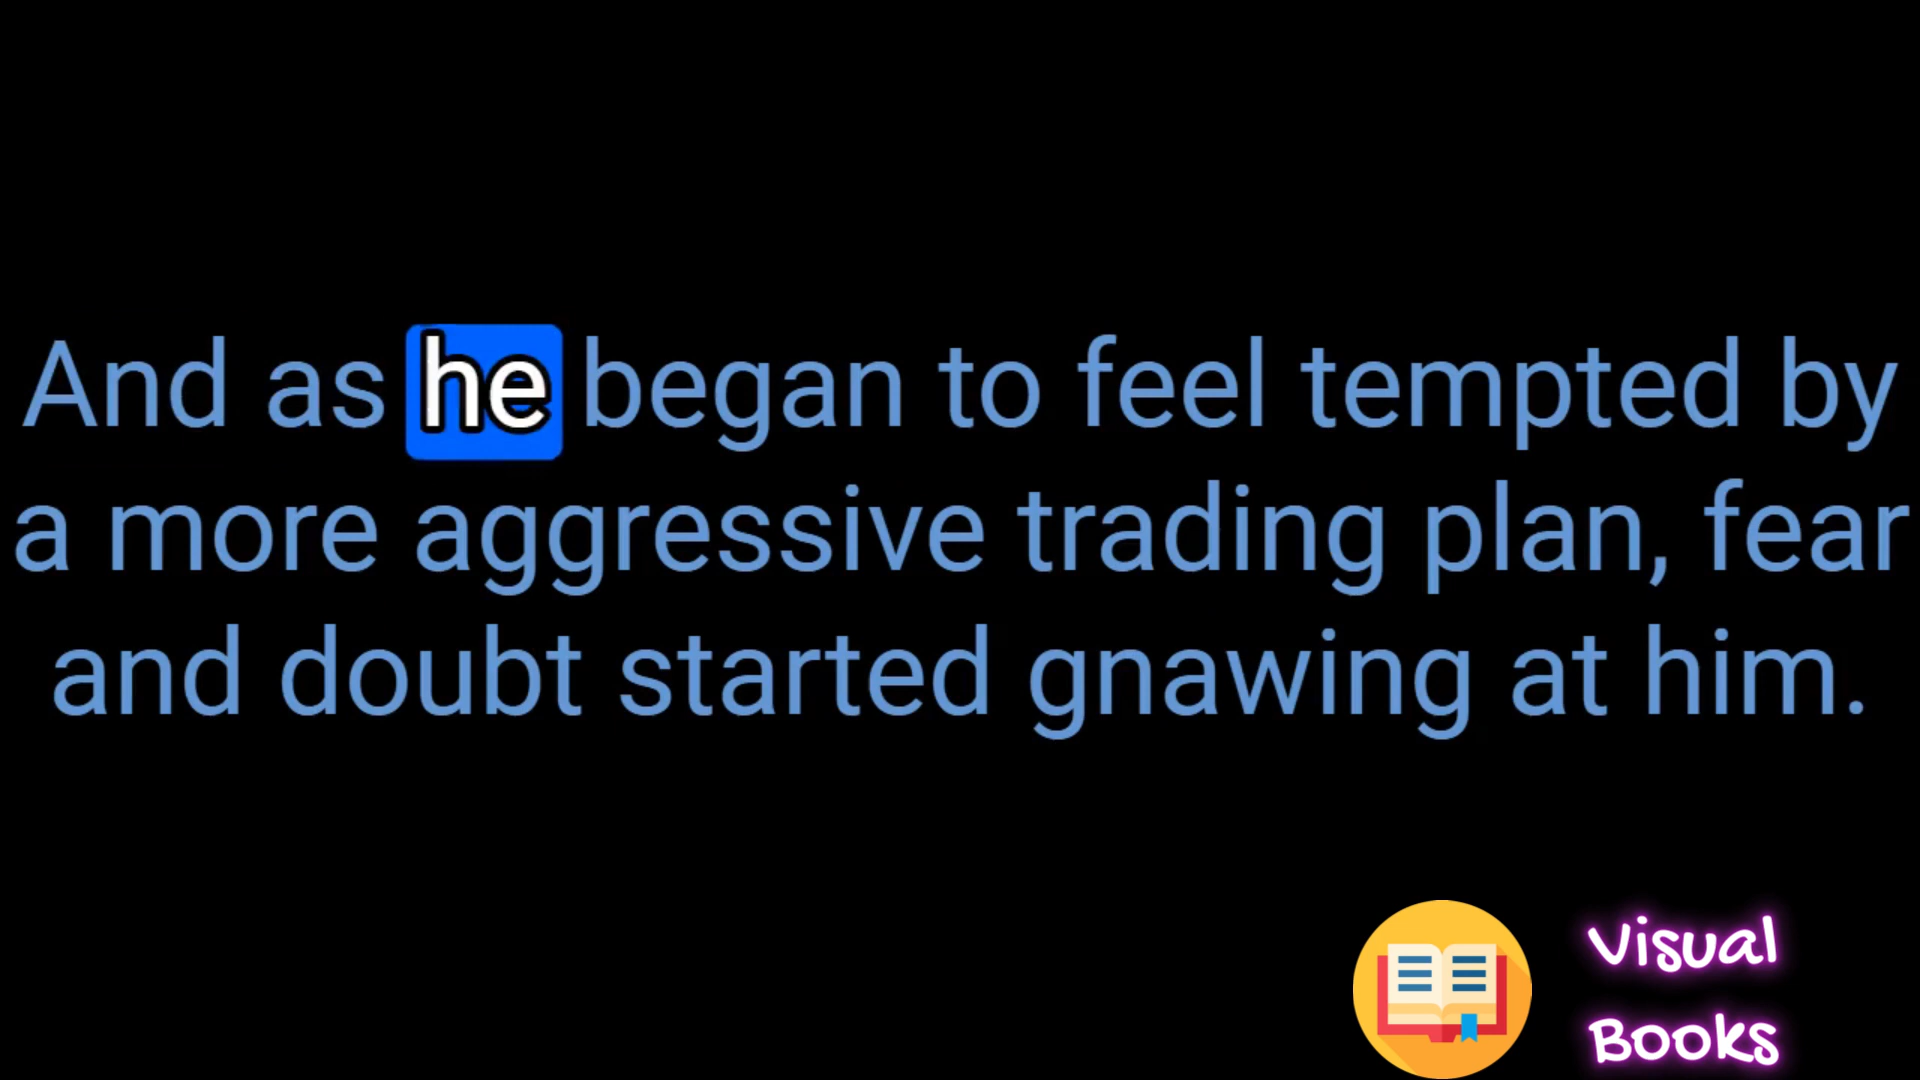 And as he began to feel tempted by
a more aggressive trading plan, fear
and doubt started gnawing at him.
Visual
Books